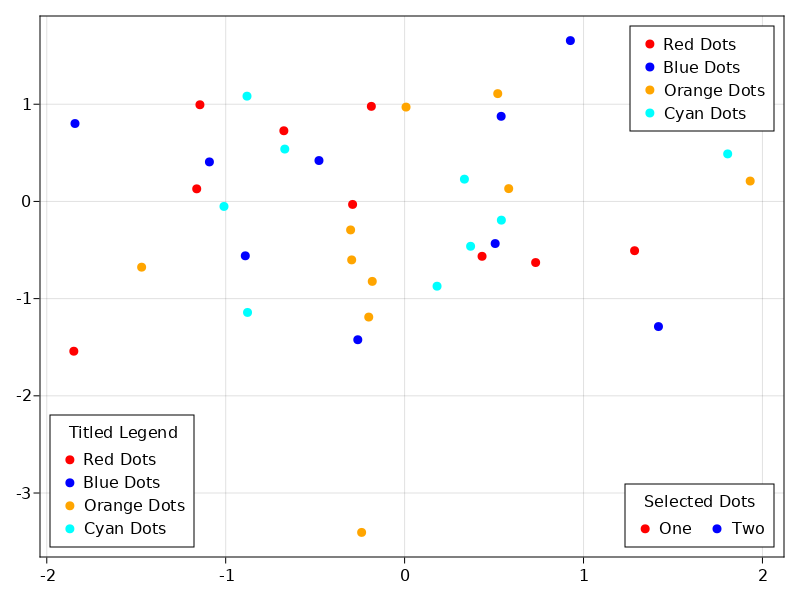 Red Dots
Blue Dots
Orange Dots
Cyan Dots
1
0
-1
-2
-3
Titled Legend
Red Dots
Blue Dots
Orange Dots
Cyan Dots
Selected Dots
One Two
-2 -1 0 1 2